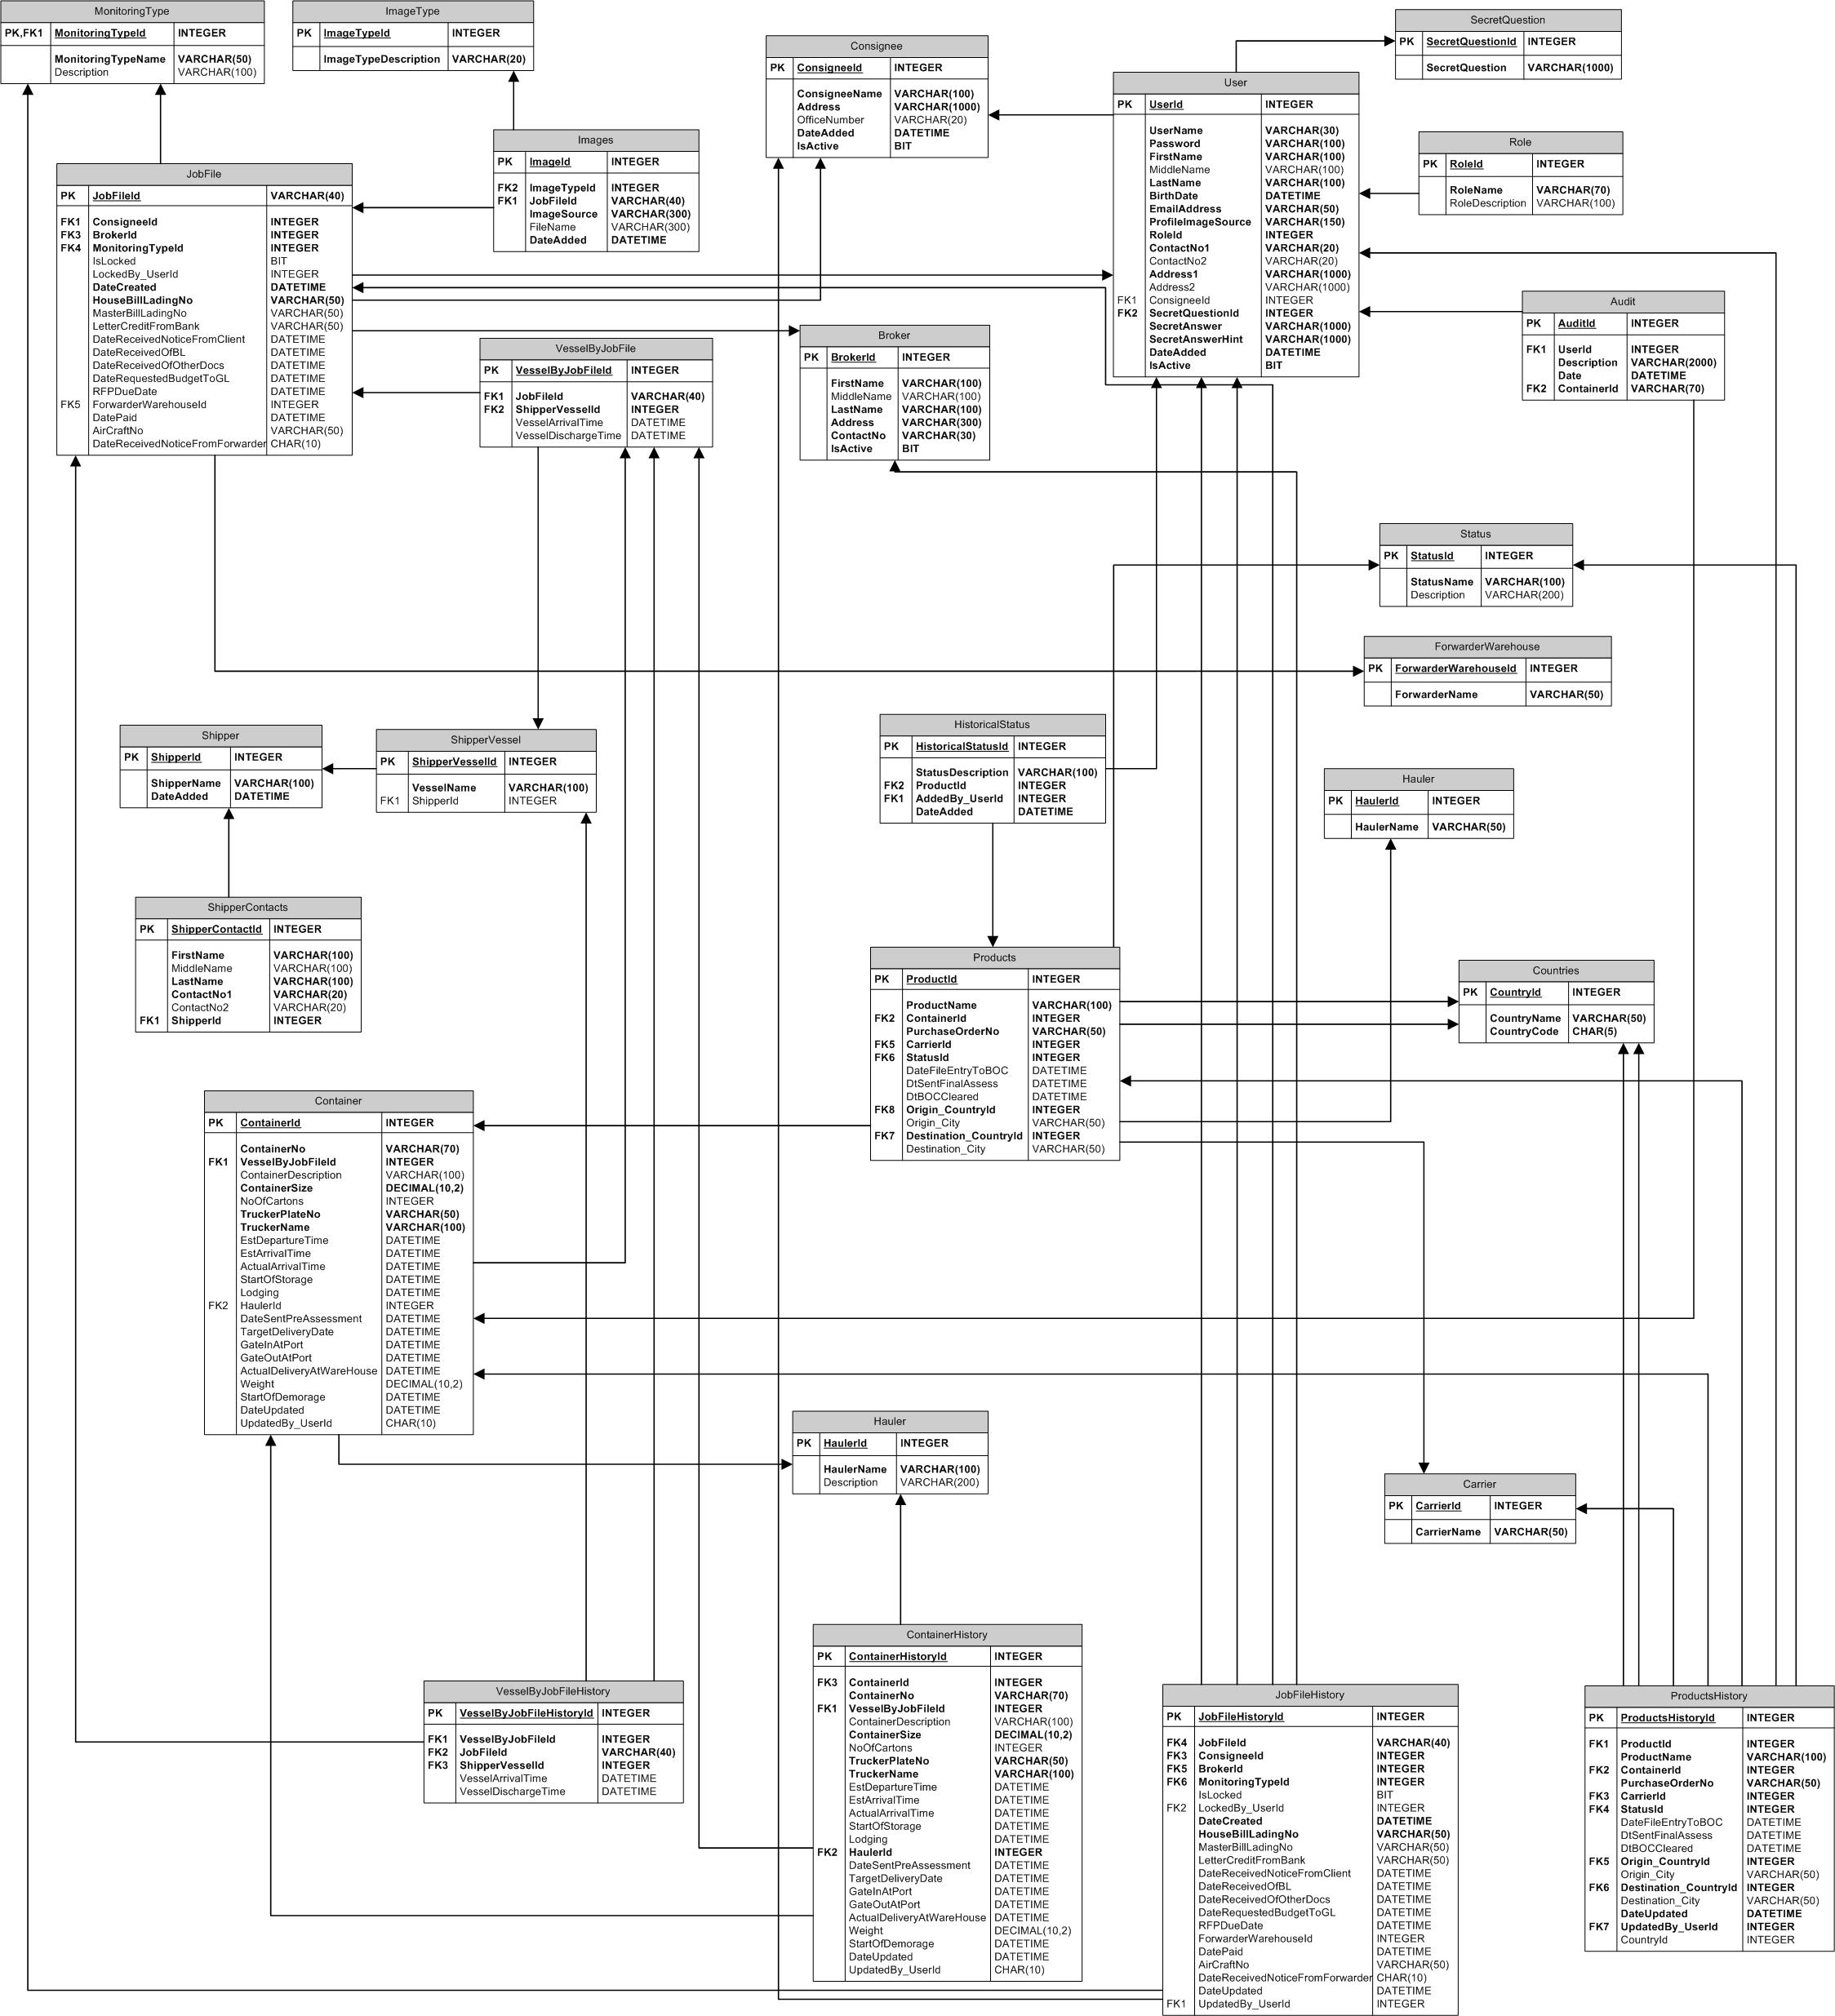 MonitoringType
PK,FK1 MonitoringTypeId INTEGER
MonitoringTypeName VARCHAR(50)
Description VARCHAR(100)
ImageType
PK ImageTypeId INTEGER
ImageTypeDescription VARCHAR(20)
SecretQuestion
PK SecretQuestionId INTEGER
SecretQuestion VARCHAR(1000)
Consignee
PK ConsigneeId INTEGER
ConsigneeName VARCHAR(100)
Address VARCHAR(1000)
OfficeNumber VARCHAR(20)
DateAdded DATETIME
IsActive BIT
User
PK UserId INTEGER
UserName VARCHAR(30)
Password VARCHAR(100)
FirstName VARCHAR(100)
MiddleName VARCHAR(100)
LastName VARCHAR(100)
BirthDate DATETIME
EmailAddress VARCHAR(50)
ProfileImageSource VARCHAR(150)
RoleId INTEGER
ContactNo1 VARCHAR(20)
ContactNo2 VARCHAR(20)
Address1 VARCHAR(1000)
Address2 VARCHAR(1000)
FK1 ConsigneeId INTEGER
FK2 SecretQuestionId INTEGER
SecretAnswer VARCHAR(1000)
SecretAnswerHint VARCHAR(1000)
DateAdded DATETIME
IsActive BIT
Role
PK RoleId INTEGER
RoleName VARCHAR(70)
RoleDescription VARCHAR(100)
Images
PK ImageId INTEGER
FK2 ImageTypeId INTEGER
FK1 JobFileId VARCHAR(40)
ImageSource VARCHAR(300)
FileName VARCHAR(300)
DateAdded DATETIME
JobFile
PK JobFileId VARCHAR(40)
FK1 ConsigneeId INTEGER
FK3 BrokerId INTEGER
FK4 MonitoringTypeId INTEGER
IsLocked BIT
LockedBy_UserId INTEGER
DateCreated DATETIME
HouseBillLadingNo VARCHAR(50)
MasterBillLadingNo VARCHAR(50)
LetterCreditFromBank VARCHAR(50)
DateReceivedNoticeFromClient DATETIME
DateReceivedOfBL DATETIME
DateReceivedOfOtherDocs DATETIME
DateRequestedBudgetToGL DATETIME
RFPDueDate DATETIME
FK5 ForwarderWarehouseId INTEGER
DatePaid DATETIME
AirCraftNo VARCHAR(50)
DateReceivedNoticeFromForwarder CHAR(10)
Audit
PK AuditId INTEGER
FK1 UserId INTEGER
Description VARCHAR(2000)
Date DATETIME
FK2 ContainerId VARCHAR(70)
Broker
PK BrokerId INTEGER
FirstName VARCHAR(100)
MiddleName VARCHAR(100)
LastName VARCHAR(100)
Address VARCHAR(300)
ContactNo VARCHAR(30)
IsActive BIT
VesselByJobFile
PK VesselByJobFileId INTEGER
FK1 JobFileId VARCHAR(40)
FK2 ShipperVesselId INTEGER
VesselArrivalTime DATETIME
VesselDischargeTime DATETIME
Status
PK StatusId INTEGER
StatusName VARCHAR(100)
Description VARCHAR(200)
ForwarderWarehouse
PK ForwarderWarehouseId INTEGER
ForwarderName VARCHAR(50)
HistoricalStatus
PK HistoricalStatusId INTEGER
StatusDescription VARCHAR(100)
FK2 ProductId INTEGER
FK1 AddedBy_UserId INTEGER
DateAdded DATETIME
Shipper
PK ShipperId INTEGER
ShipperName VARCHAR(100)
DateAdded DATETIME
ShipperVessel
PK ShipperVesselId INTEGER
VesselName VARCHAR(100)
FK1 ShipperId INTEGER
Hauler
PK HaulerId INTEGER
HaulerName VARCHAR(50)
ShipperContacts
PK ShipperContactId INTEGER
FirstName VARCHAR(100)
MiddleName VARCHAR(100)
LastName VARCHAR(100)
ContactNo1 VARCHAR(20)
ContactNo2 VARCHAR(20)
FK1 ShipperId INTEGER
Products
PK ProductId INTEGER
ProductName VARCHAR(100)
FK2 ContainerId INTEGER
PurchaseOrderNo VARCHAR(50)
FK5 CarrierId INTEGER
FK6 StatusId INTEGER
DateFileEntryToBOC DATETIME
DtSentFinalAssess DATETIME
DtBOCCleared DATETIME
FK8 Origin_CountryId INTEGER
Origin_City VARCHAR(50)
FK7 Destination_CountryId INTEGER
Destination_City VARCHAR(50)
Countries
PK CountryId INTEGER
CountryName VARCHAR(50)
CountryCode CHAR(5)
Container
PK ContainerId INTEGER
ContainerNo VARCHAR(70)
FK1 VesselByJobFileId INTEGER
ContainerDescription VARCHAR(100)
ContainerSize DECIMAL(10,2)
NoOfCartons INTEGER
TruckerPlateNo VARCHAR(50)
TruckerName VARCHAR(100)
EstDepartureTime DATETIME
EstArrivalTime DATETIME
ActualArrivalTime DATETIME
StartOfStorage DATETIME
Lodging DATETIME
FK2 HaulerId INTEGER
DateSentPreAssessment DATETIME
TargetDeliveryDate DATETIME
GateInAtPort DATETIME
GateOutAtPort DATETIME
ActualDeliveryAtWareHouse DATETIME
Weight DECIMAL(10,2)
StartOfDemorage DATETIME
DateUpdated DATETIME
UpdatedBy_UserId CHAR(10)
Hauler
PK HaulerId INTEGER
HaulerName VARCHAR(100)
Description VARCHAR(200)
Carrier
PK CarrierId INTEGER
CarrierName VARCHAR(50)
VesselByJobFileHistory
PK VesselByJobFileHistoryId INTEGER
FK1 VesselByJobFileId INTEGER
FK2 JobFileId VARCHAR(40)
FK3 ShipperVesselId INTEGER
VesselArrivalTime DATETIME
VesselDischargeTime DATETIME
ContainerHistory
PK ContainerHistoryId INTEGER
FK3 ContainerId INTEGER
ContainerNo VARCHAR(70)
FK1 VesselByJobFileId INTEGER
ContainerDescription VARCHAR(100)
ContainerSize DECIMAL(10,2)
NoOfCartons INTEGER
TruckerPlateNo VARCHAR(50)
TruckerName VARCHAR(100)
EstDepartureTime DATETIME
EstArrivalTime DATETIME
ActualArrivalTime DATETIME
StartOfStorage DATETIME
Lodging DATETIME
FK2 HaulerId INTEGER
DateSentPreAssessment DATETIME
TargetDeliveryDate DATETIME
GateInAtPort DATETIME
GateOutAtPort DATETIME
ActualDeliveryAtWareHouse DATETIME
Weight DECIMAL(10,2)
StartOfDemorage DATETIME
DateUpdated DATETIME
UpdatedBy_UserId CHAR(10)
JobFileHistory
PK JobFileHistoryId INTEGER
FK4 JobFileId VARCHAR(40)
FK3 ConsigneeId INTEGER
FK5 BrokerId INTEGER
FK6 MonitoringTypeId INTEGER
IsLocked BIT
FK2 LockedBy_UserId INTEGER
DateCreated DATETIME
HouseBillLadingNo VARCHAR(50)
MasterBillLadingNo VARCHAR(50)
LetterCreditFromBank VARCHAR(50)
DateReceivedNoticeFromClient DATETIME
DateReceivedOfBL DATETIME
DateReceivedOfOtherDocs DATETIME
DateRequestedBudgetToGL DATETIME
RFPDueDate DATETIME
ForwarderWarehouseId INTEGER
DatePaid DATETIME
AirCraftNo VARCHAR(50)
DateReceivedNoticeFromForwarder CHAR(10)
DateUpdated DATETIME
FK1 UpdatedBy_UserId INTEGER
ProductsHistory
PK ProductsHistoryId INTEGER
FK1 ProductId INTEGER
ProductName VARCHAR(100)
FK2 ContainerId INTEGER
PurchaseOrderNo VARCHAR(50)
FK3 CarrierId INTEGER
FK4 StatusId INTEGER
DateFileEntryToBOC DATETIME
DtSentFinalAssess DATETIME
DtBOCCleared DATETIME
FK5 Origin_CountryId INTEGER
Origin_City VARCHAR(50)
FK6 Destination_CountryId INTEGER
Destination_City VARCHAR(50)
DateUpdated DATETIME
FK7 UpdatedBy_UserId INTEGER
CountryId INTEGER